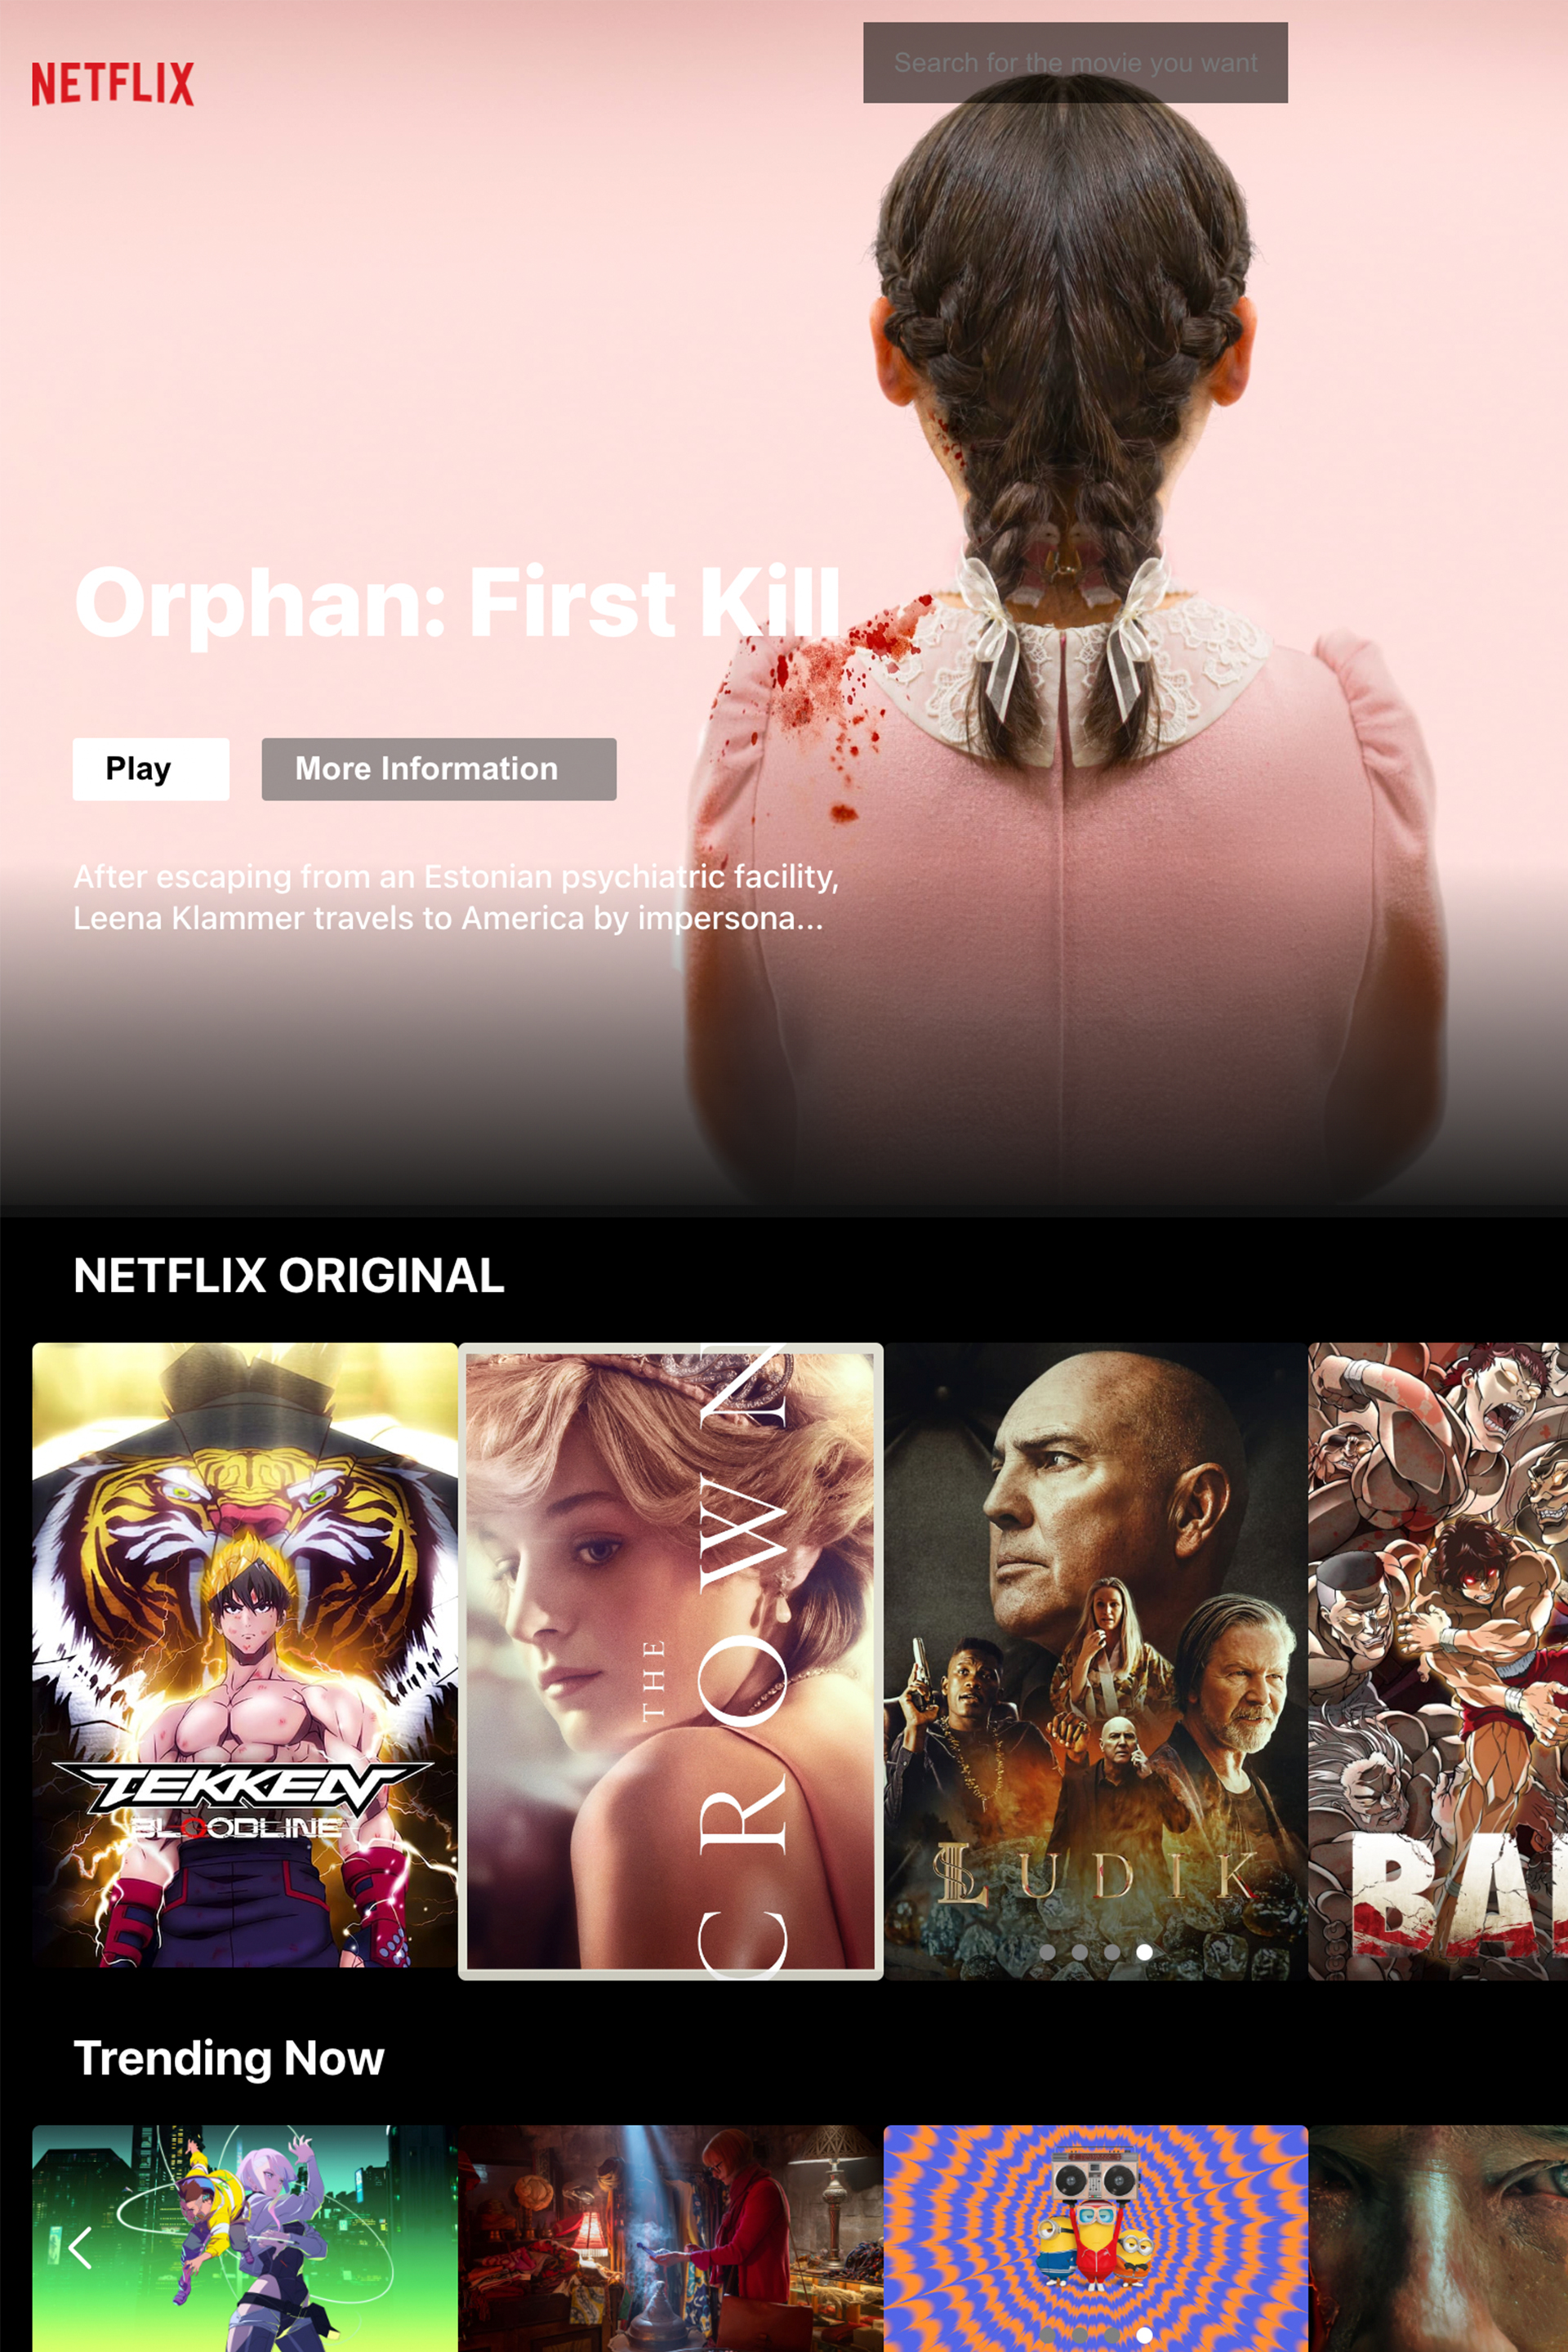 NETFLIX
Search for the movie you want
Orphan: First Kill
Play
More Information
After escaping from an Estonian psychiatric facility,
Leena Klammer travels to America by impersona...
NETFLIX ORIGINAL
TEKKEN
BLOODLINE
THE
CROWN
LUDIK
BA
Trending Now